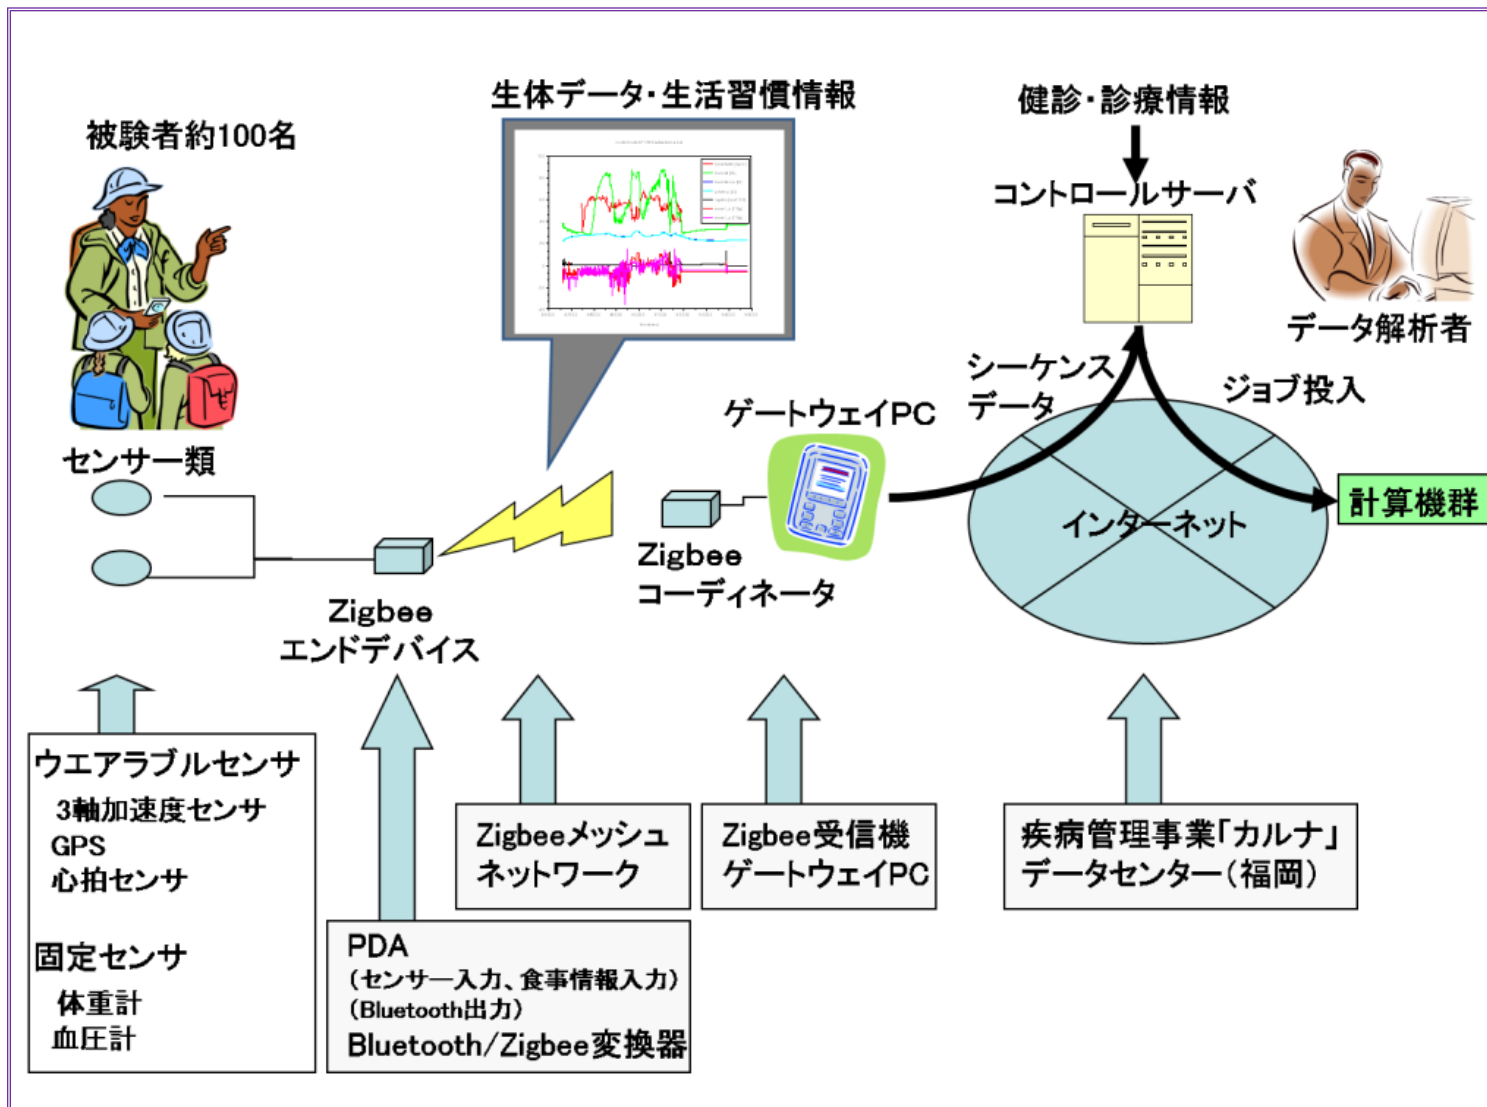 生体データ・生活習慣情報
健診・診療情報
被験者約100名
コントロールサーバ
データ解析者
シーケンス
データ
ジョブ投入
ゲートウェイPC
センサー類
計算機群
インターネット
Zigbee
コーディネータ
Zigbee
エンドデバイス
ウエアラブルセンサ
3軸加速度センサ
GPS
心拍センサ
固定センサ
体重計
血圧計
PDA
(センサー入力、食事情報入力)
(Bluetooth出力)
Bluetooth/Zigbee変換器
Zigbeeメッシュ
ネットワーク
Zigbee受信機
ゲートウェイPC
疾病管理事業「カルナ」
データセンター(福岡)